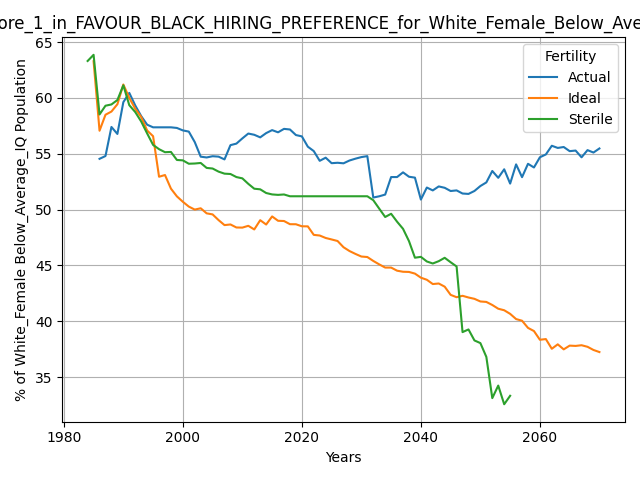 ore_1_in_FAVOUR_BLACK_HIRING_PREFERENCE_for_White_Female_Below_Ave
% of White_Female Below_Average_IQ Population
65
60
55
50
45
40
35
Fertility
Actual
Ideal
Sterile
1980
2000
2020
2040
2060
Years